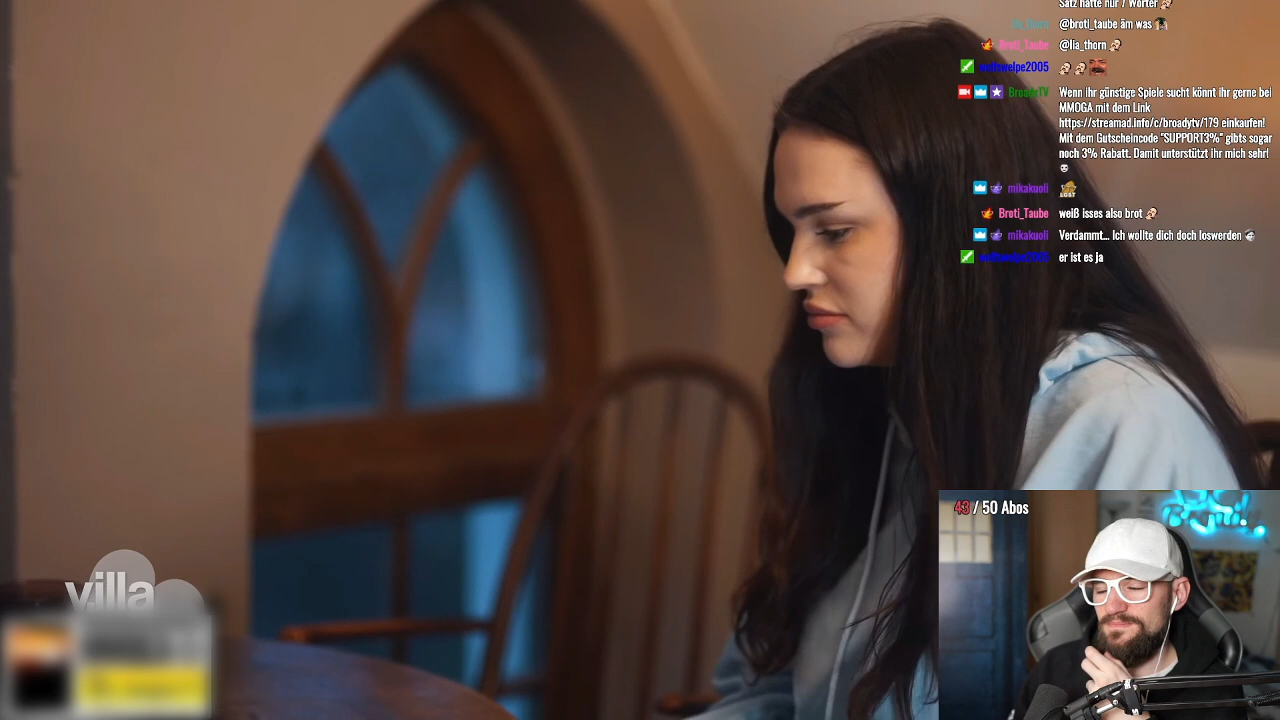 Satz hatte nur 7 Wörter
lia_thorn @broti_taube äm was
Broti_Taube @lia_thorn
wolfswelpe2005
BroadyTV Wenn ihr günstige Spiele sucht könnt ihr gerne bei
MMOGA mit dem Link
https://streamad.info/c/broadytv/179 einkaufen!
Mit dem Gutscheincode "SUPPORT3%" gibts sogar
noch 3% Rabatt. Damit unterstützt ihr mich sehr!
mikakuoli
Broti_Taube weiß isses also brot
mikakuoli Verdammt... Ich wollte dich doch loswerden
wolfswelpe2005 er ist es ja
43 / 50 Abos
villa